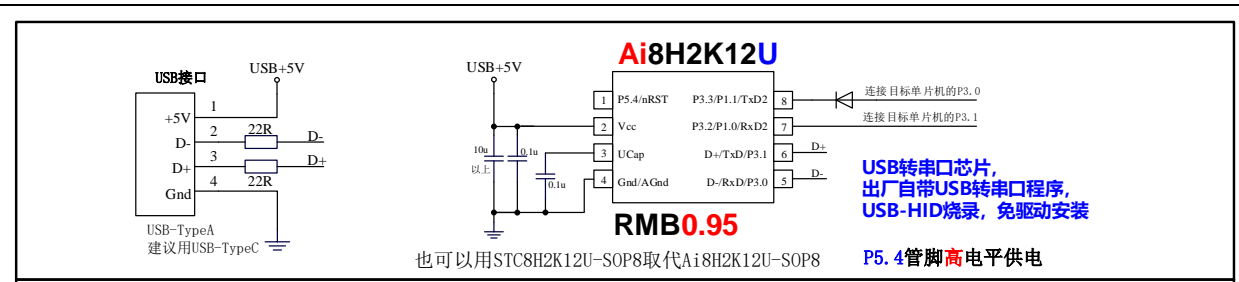 USB接口
USB+5V
1
+5V
2
22R
D-
D-
3
D+
D+
4
22R
Gnd
USB-TypeA
建议用USB-TypeC
Ai8H2K12U
USB+5V
1 P5.4/nRST P3.3/P1.1/TxD2 8
连接目标单片机的P3.0
2 Vcc P3.2/P1.0/RxD2 7
连接目标单片机的P3.1
10u
以上
0.1u
3 UCap D+/TxD/P3.1 6 D+
0.1u
4 Gnd/AGnd D-/RxD/P3.0 5 D-
RMB0.95
USB转串口芯片，
出厂自带USB转串口程序，
USB-HID烧录，免驱动安装
也可以用STC8H2K12U-SOP8取代Ai8H2K12U-SOP8
P5.4管脚高电平供电